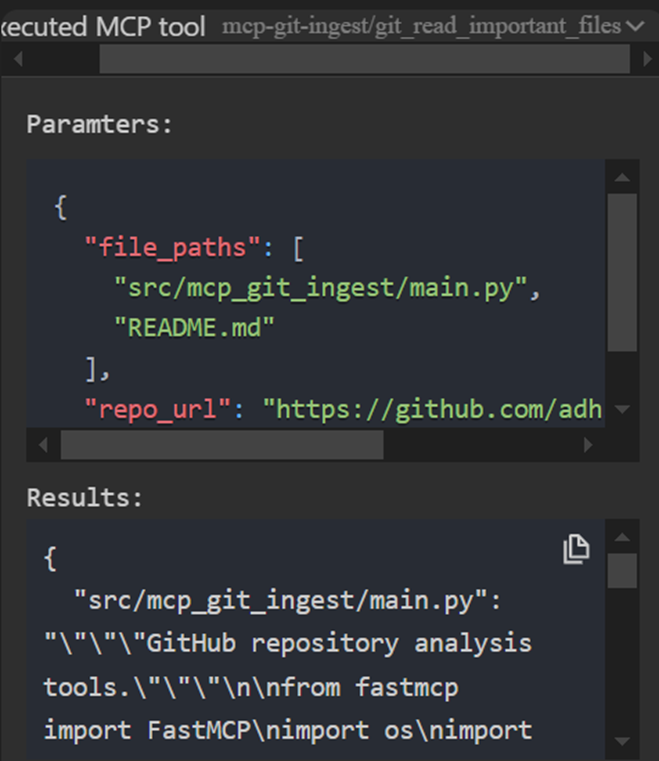 xecuted MCP tool mcp-git-ingest/git_read_important_files
Paramters:
{
"file_paths": [
"src/mcp_git_ingest/main.py",
"README.md"
],
"repo_url": "https://github.com/adh
Results:
{
"src/mcp_git_ingest/main.py":
"\"\"\"GitHub repository analysis
tools.\"\"\"\n\nfrom fastmcp
import FastMCP\nimport os\nimport